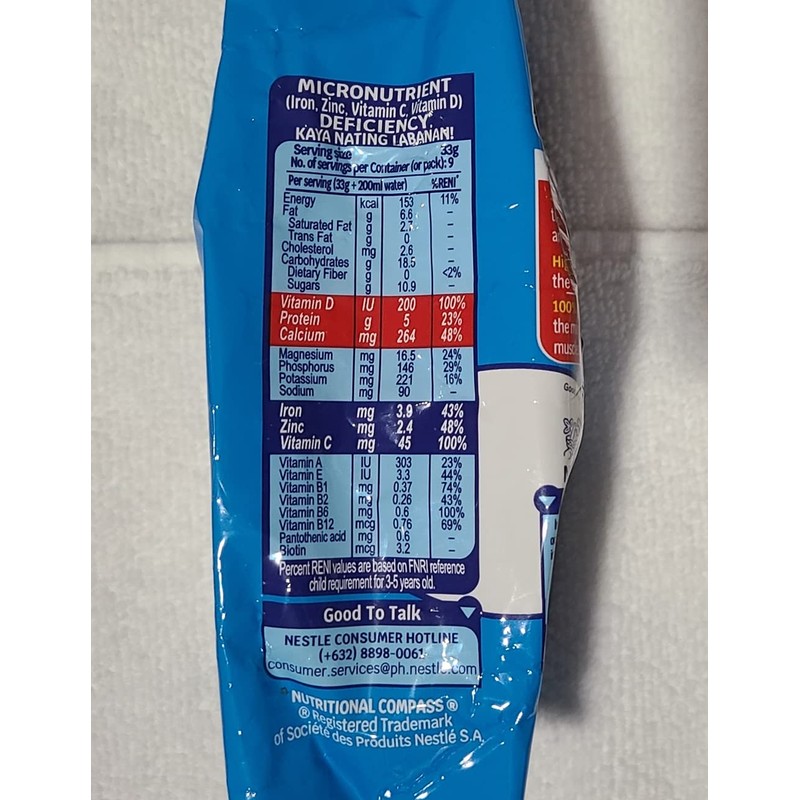 MICRONUTRIENT
(Iron, Zinc, Vitamin C, Vitamin D)
DEFICIENCY,
KAYA NATING LABANAN!
Serving size 33g
No. of servings per Container (or pack): 9
Per serving (33g + 200ml water) %RENI*
Energy kcal 153 11%
Fat g 6.6 –
Saturated Fat g 2.7 –
Trans Fat g 0 –
Cholesterol mg 2.6 –
Carbohydrates g 18.5 –
Dietary Fiber g 0 <2%
Sugars g 10.9 –
Vitamin D IU 200 100%
Protein g 5 23%
Calcium mg 264 48%
Magnesium mg 16.5 24%
Phosphorus mg 146 29%
Potassium mg 221 16%
Sodium mg 90 –
Iron mg 3.9 43%
Zinc mg 2.4 48%
Vitamin C mg 45 100%
Vitamin A IU 303 23%
Vitamin E IU 3.3 44%
Vitamin B1 mg 0.37 74%
Vitamin B2 mg 0.26 43%
Vitamin B6 mg 0.6 100%
Vitamin B12 mcg 0.76 69%
Pantothenic acid mg 0.6 –
Biotin mcg 3.2 –
Percent RENI values are based on FNRI reference
child requirement for 3-5 years old.
Good To Talk
NESTLE CONSUMER HOTLINE
(+632) 8898-0061
consumer.services@ph.nestle.com
NUTRITIONAL COMPASS ®
® Registered Trademark
of Société des Produits Nestlé S.A.
the
100
the m